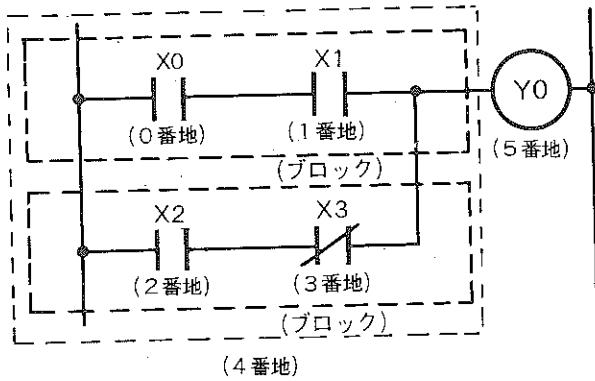 X0
X1
Y0
(0番地)
(1番地)
(5番地)
(ブロック)
X2
X3
(2番地)
(3番地)
(ブロック)
(4番地)